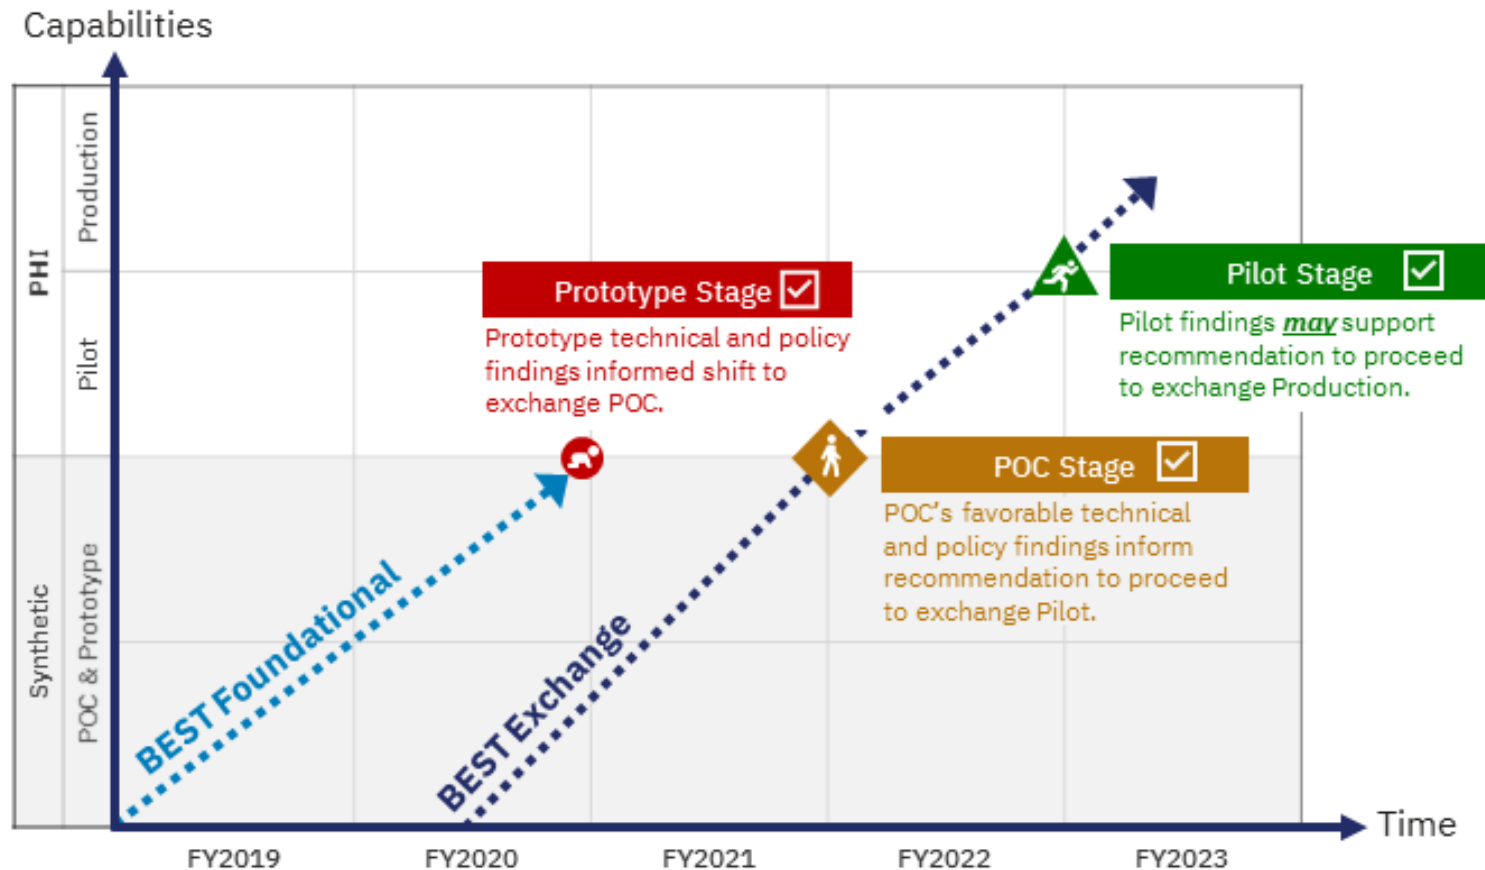 Capabilities
Production
PHI
Pilot
Synthetic
POC & Prototype
Prototype Stage
Prototype technical and policy
findings informed shift to
exchange POC.
Pilot Stage
Pilot findings may support
recommendation to proceed
to exchange Production.
POC Stage
POC's favorable technical
and policy findings inform
recommendation to proceed
to exchange Pilot.
BEST Foundational
BEST Exchange
Time
FY2019
FY2020
FY2021
FY2022
FY2023